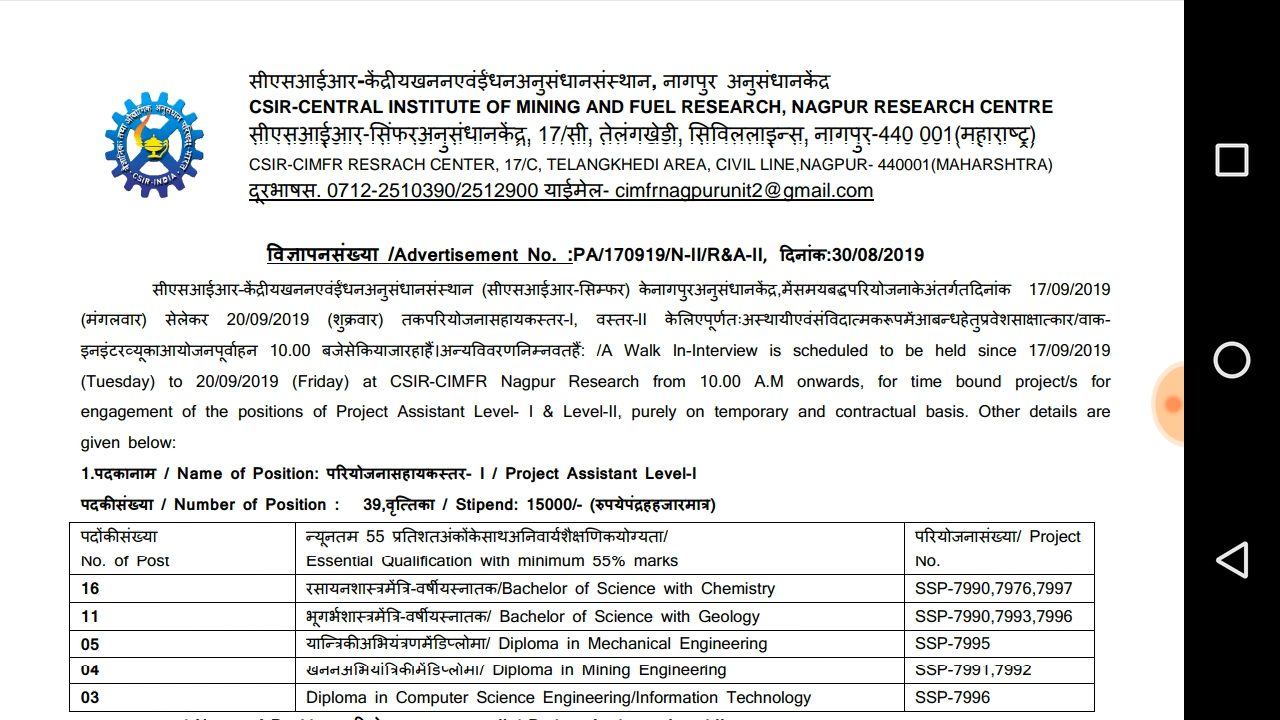 सीएसआईआर-केंद्रीयखननएवंईंधनअनुसंधानसंस्थान, नागपुर अनुसंधानकेंद्र
CSIR-CENTRAL INSTITUTE OF MINING AND FUEL RESEARCH, NAGPUR RESEARCH CENTRE
सीएसआईआर-सिंफरअनुसंधानकेंद्र, 17/सी, तेलंगखेडी, सिविललाइन्स, नागपुर-440 001(महाराष्ट्र)
CSIR-CIMFR RESRACH CENTER, 17/C, TELANGKHEDI AREA, CIVIL LINE,NAGPUR- 440001(MAHARSHTRA)
दूरभाषस. 0712-2510390/2512900 याईमेल- cimfrnagpurunit2@gmail.com
CSIR-INDIA
विज्ञापनसंख्या /Advertisement No. :PA/170919/N-II/R&A-II, दिनांक:30/08/2019
सीएसआईआर-केंद्रीयखननएवंईंधनअनुसंधानसंस्थान (सीएसआईआर-सिम्फर) केनागपुरअनुसंधानकेंद्र,मेंसमयबद्धपरियोजनाकेअंतर्गतदिनांक 17/09/2019
(मंगलवार) सेलेकर 20/09/2019 (शुक्रवार) तकपरियोजनासहायकस्तर-I, वस्तर-II केलिएपूर्णतःअस्थायीएवंसंविदात्मकरूपमेंआबन्धहेतुप्रवेशसाक्षात्कार/वाक-
इनइंटरव्यूकाआयोजनपूर्वाहन 10.00 बजेसेकियाजारहाहैं।अन्यविवरणनिम्नवतहैं: /A Walk In-Interview is scheduled to be held since 17/09/2019
(Tuesday) to 20/09/2019 (Friday) at CSIR-CIMFR Nagpur Research from 10.00 A.M onwards, for time bound project/s for
engagement of the positions of Project Assistant Level- I & Level-II, purely on temporary and contractual basis. Other details are
given below:
1.पदकानाम / Name of Position: परियोजनासहायकस्तर- I / Project Assistant Level-I
पदकीसंख्या / Number of Position : 39,वृत्तिका / Stipend: 15000/- (रुपयेपंद्रहहजारमात्र)
पदोंकीसंख्या न्यूनतम 55 प्रतिशतअंकोंकेसाथअनिवार्यशैक्षणिकयोग्यता/ परियोजनासंख्या/ Project
No. of Post Essential Qualification with minimum 55% marks No.
16 रसायनशास्त्रमेंत्रि-वर्षीयस्नातक/Bachelor of Science with Chemistry SSP-7990,7976,7997
11 भूगर्भशास्त्रमेंत्रि-वर्षीयस्नातक/ Bachelor of Science with Geology SSP-7990,7993,7996
05 यान्त्रिकीअभियंत्रणमेंडिप्लोमा/ Diploma in Mechanical Engineering SSP-7995
04 खननअभियांत्रिकीमेंडिप्लोमा/ Diploma in Mining Engineering SSP-7991,7992
03 Diploma in Computer Science Engineering/Information Technology SSP-7996